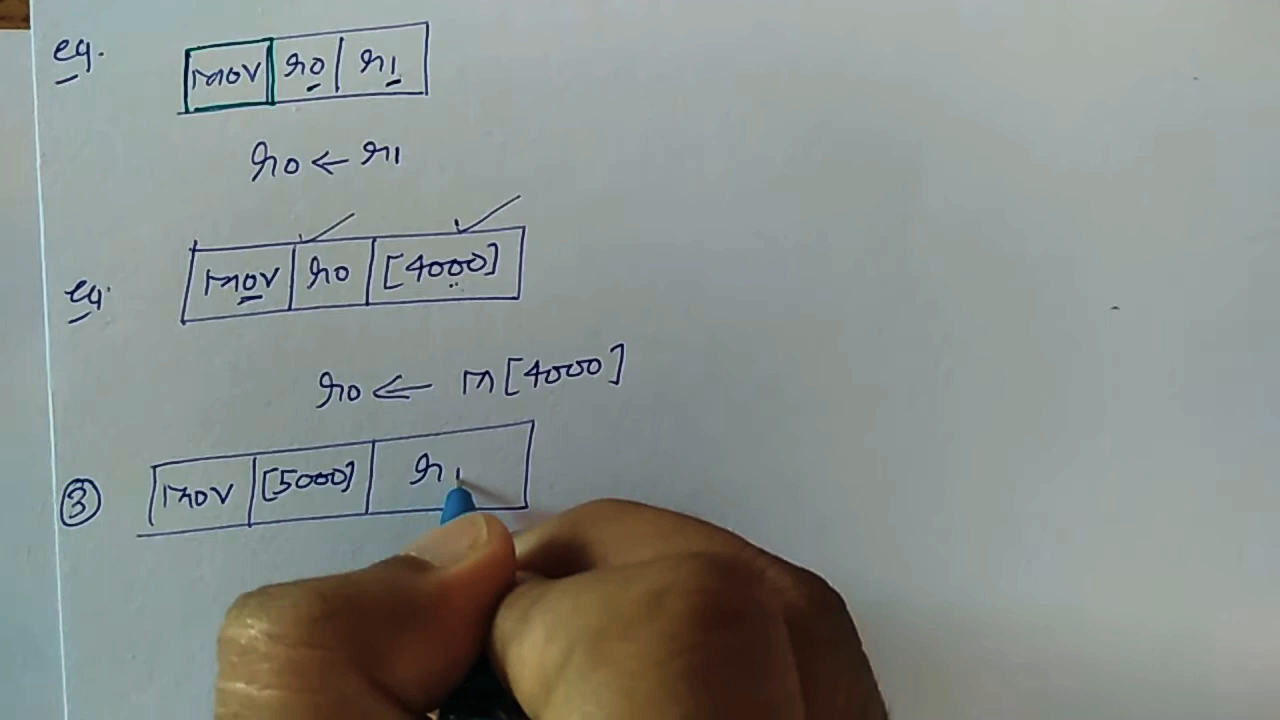 eg. mov r0 r1
r0 ← r1
eg. mov r0 [4000]
r0 ← m[4000]
③ mov [5000] r1